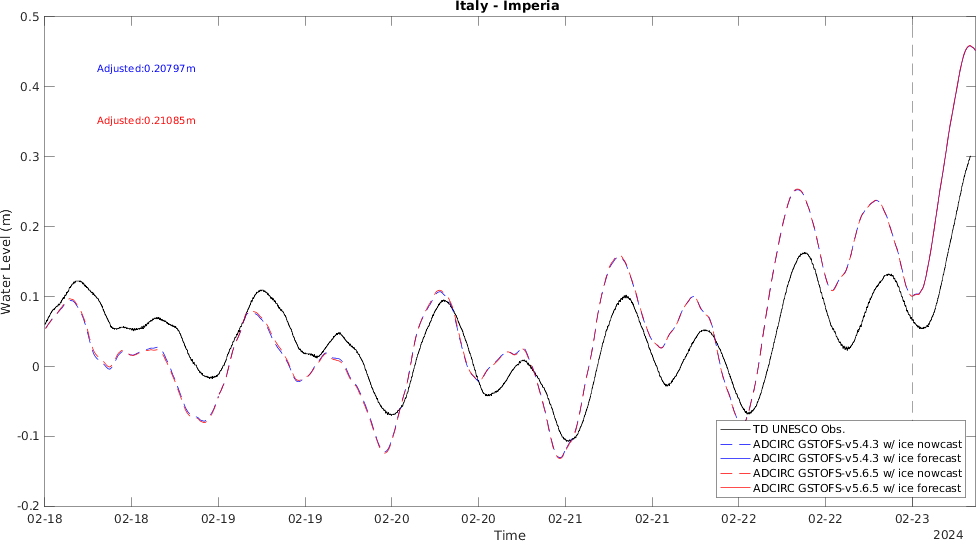 Italy - Imperia
0.5
0.4
0.3
0.2
0.1
0
-0.1
-0.2
Water Level (m)
Adjusted:0.20797m
Adjusted:0.21085m
TD UNESCO Obs.
ADCIRC GSTOFS-v5.4.3 w/ ice nowcast
ADCIRC GSTOFS-v5.4.3 w/ ice forecast
ADCIRC GSTOFS-v5.6.5 w/ ice nowcast
ADCIRC GSTOFS-v5.6.5 w/ ice forecast
02-18 02-18 02-19 02-19 02-20 02-20 02-21 02-21 02-22 02-22 02-23
Time
2024